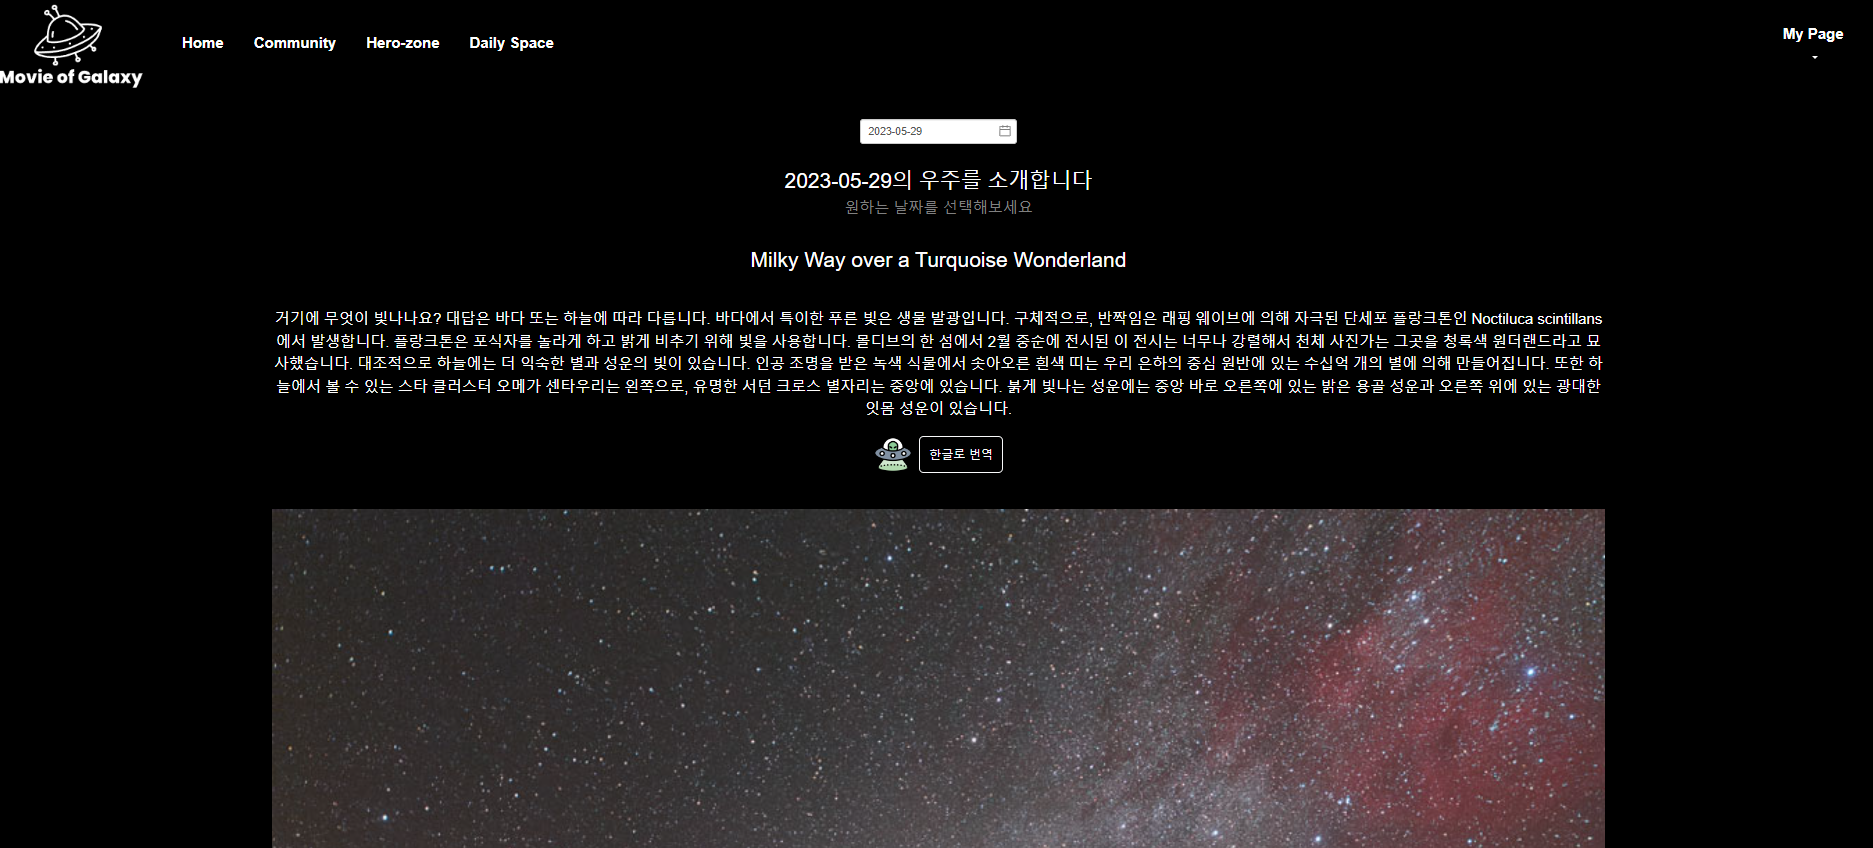 Home Community Hero-zone Daily Space My Page
Movie of Galaxy
2023-05-29
2023-05-29의 우주를 소개합니다
원하는 날짜를 선택해보세요
Milky Way over a Turquoise Wonderland
거기에 무엇이 빛나나요? 대답은 바다 또는 하늘에 따라 다릅니다. 바다에서 특이한 푸른 빛은 생물 발광입니다. 구체적으로, 반짝임은 래핑 웨이브에 의해 자극된 단세포 플랑크톤인 Noctiluca scintillans
에서 발생합니다. 플랑크톤은 포식자를 놀라게 하고 밝게 비추기 위해 빛을 사용합니다. 몰디브의 한 섬에서 2월 중순에 전시된 이 전시는 너무나 강렬해서 천체 사진가는 그곳을 청록색 원더랜드라고 묘
사했습니다. 대조적으로 하늘에는 더 익숙한 별과 성운의 빛이 있습니다. 인공 조명을 받은 녹색 식물에서 솟아오른 흰색 띠는 우리 은하의 중심 원반에 있는 수십억 개의 별에 의해 만들어집니다. 또한 하
늘에서 볼 수 있는 스타 클러스터 오메가 센타우리는 왼쪽으로, 유명한 서던 크로스 별자리는 중앙에 있습니다. 붉게 빛나는 성운에는 중앙 바로 오른쪽에 있는 밝은 용골 성운과 오른쪽 위에 있는 광대한
잇몸 성운이 있습니다.
한글로 번역